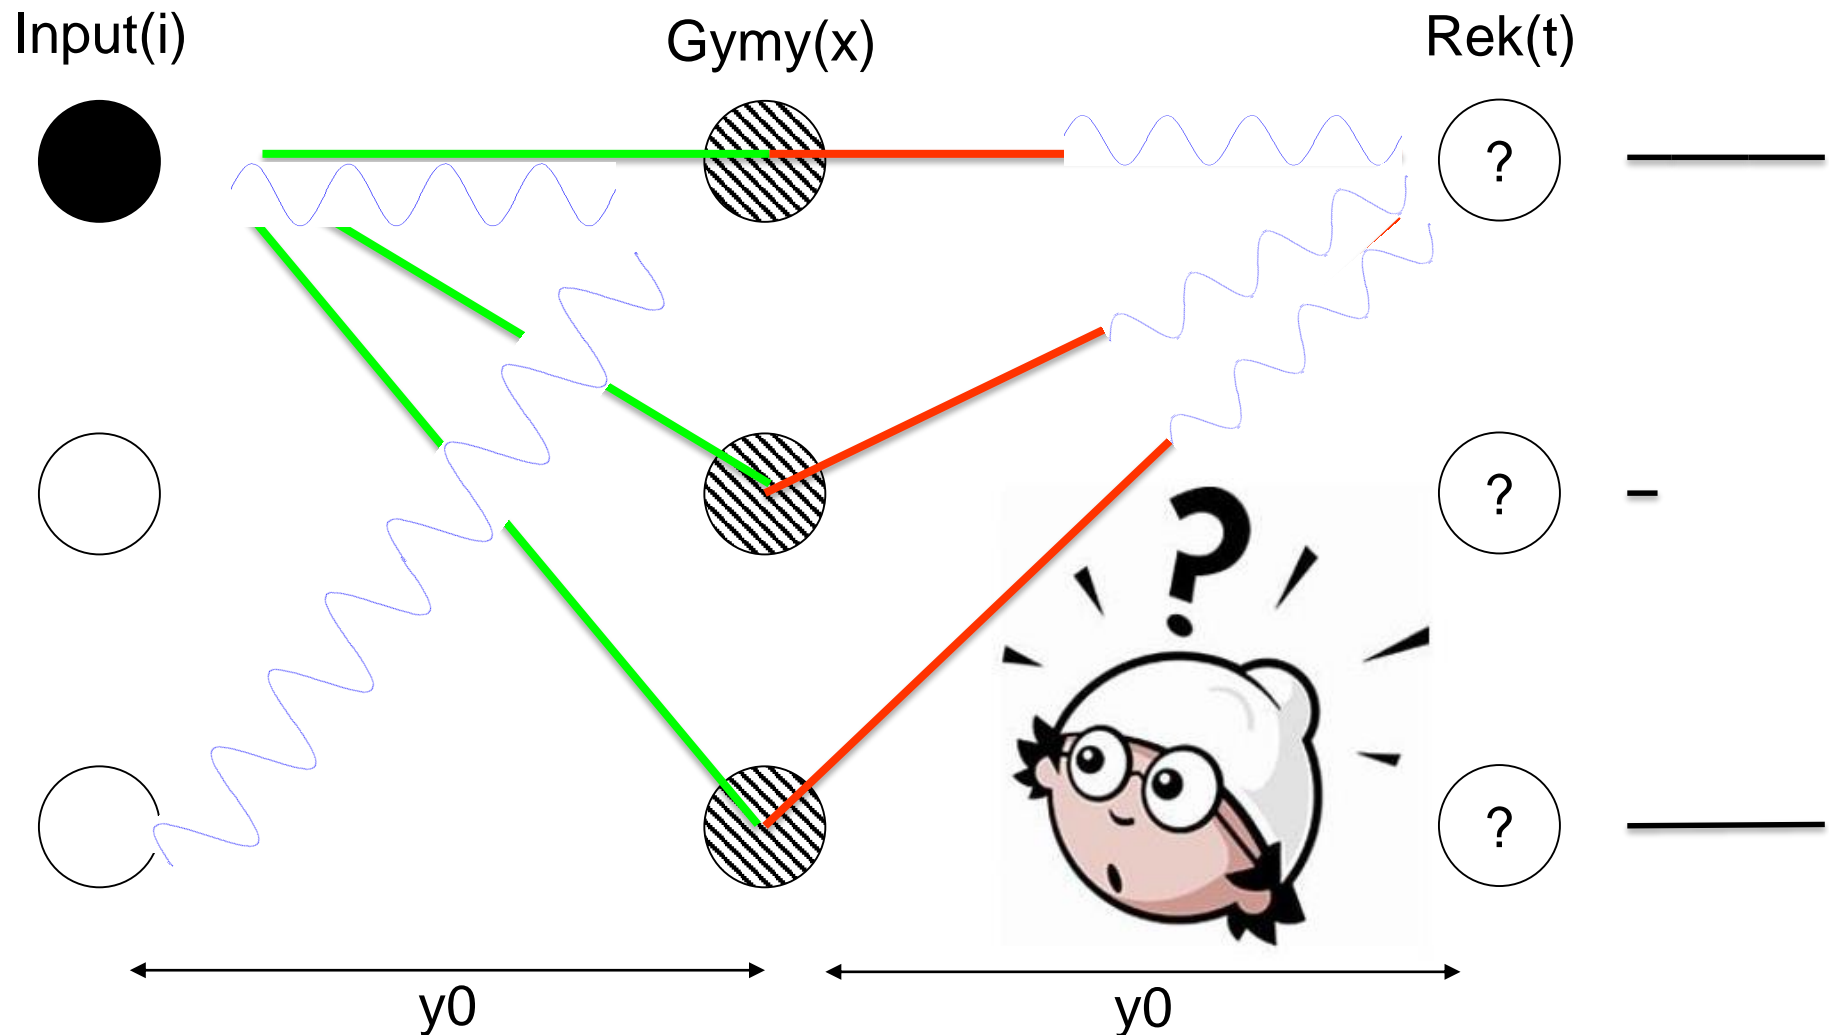 Input(i)
Gymy(x)
Rek(t)
?
?
?
?
y0
y0